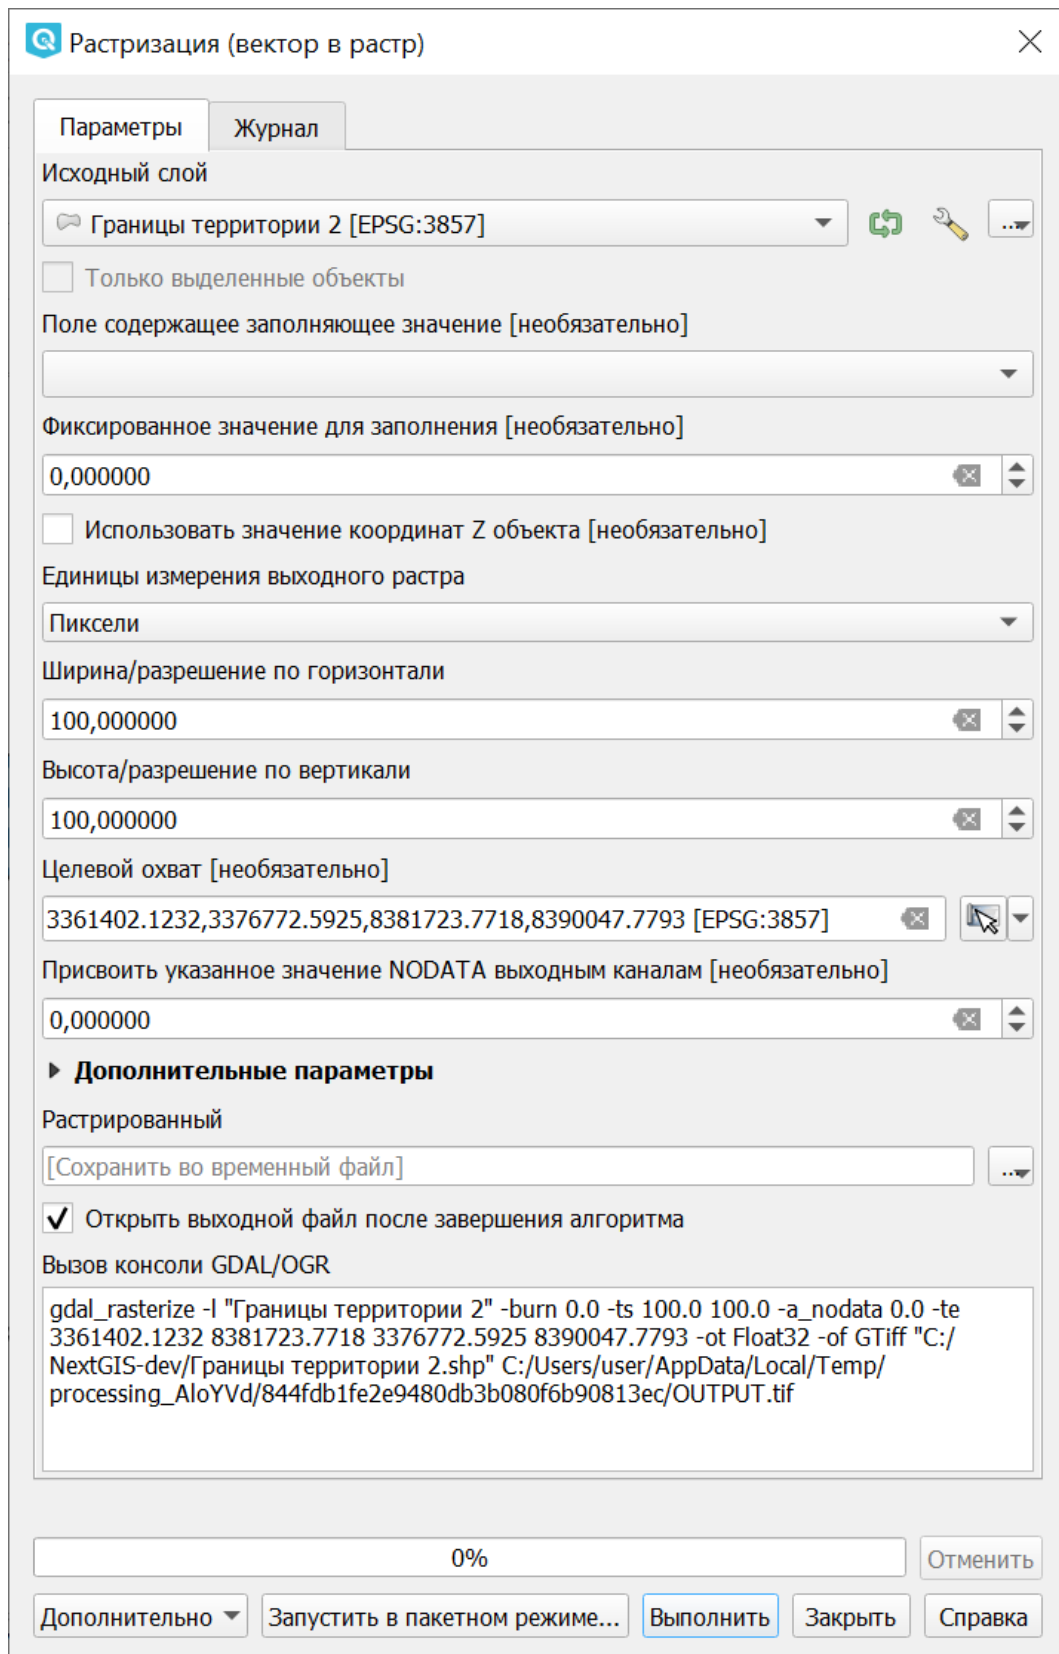 Растризация (вектор в растр)
Параметры
Журнал
Исходный слой
Границы территории 2 [EPSG:3857]
...
Только выделенные объекты
Поле содержащее заполняющее значение [необязательно]
Фиксированное значение для заполнения [необязательно]
0,000000
Использовать значение координат Z объекта [необязательно]
Единицы измерения выходного растра
Пиксели
Ширина/разрешение по горизонтали
100,000000
Высота/разрешение по вертикали
100,000000
Целевой охват [необязательно]
3361402.1232,3376772.5925,8381723.7718,8390047.7793 [EPSG:3857]
Присвоить указанное значение NODATA выходным каналам [необязательно]
0,000000
Дополнительные параметры
Растрированный
[Сохранить во временный файл]
...
Открыть выходной файл после завершения алгоритма
Вызов консоли GDAL/OGR
gdal_rasterize -l "Границы территории 2" -burn 0.0 -ts 100.0 100.0 -a_nodata 0.0 -te
3361402.1232 8381723.7718 3376772.5925 8390047.7793 -ot Float32 -of GTiff "C:/
NextGIS-dev/Границы территории 2.shp" C:/Users/user/AppData/Local/Temp/
processing_AloYVd/844fdb1fe2e9480db3b080f6b90813ec/OUTPUT.tif
0%
Отменить
Дополнительно
Запустить в пакетном режиме...
Выполнить
Закрыть
Справка